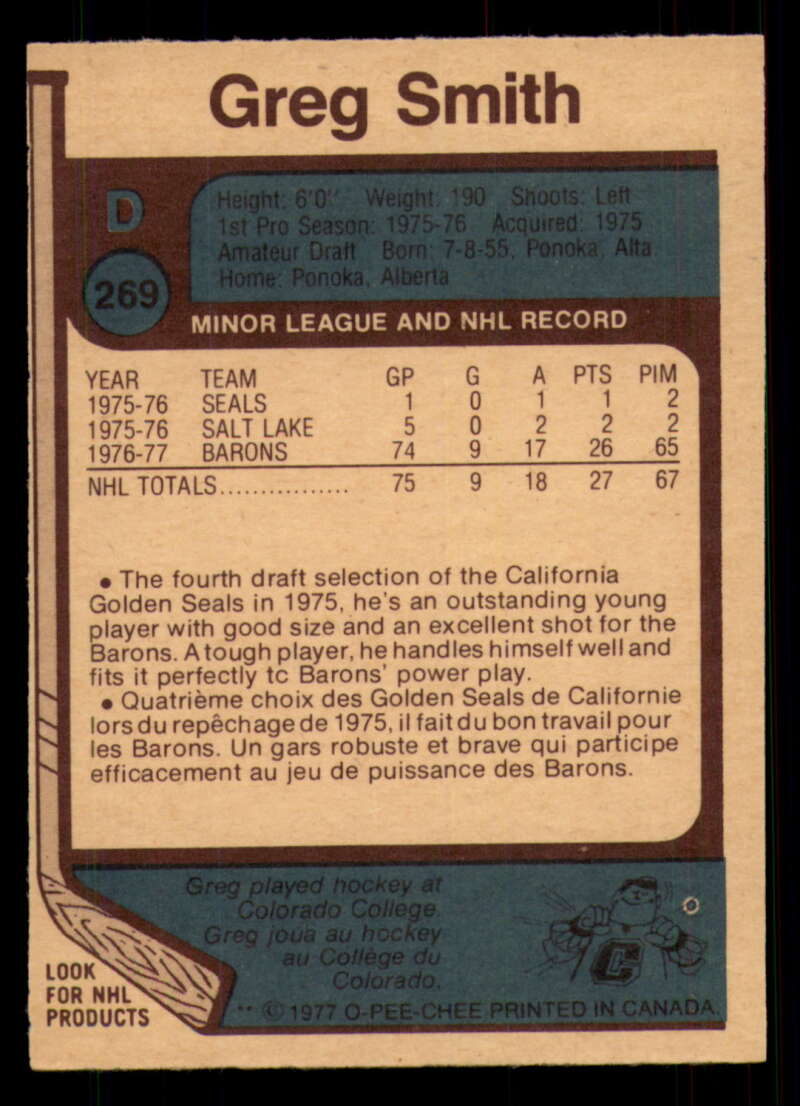 Greg Smith
D
269
Height: 6'0" Weight: 190 Shoots: Left
1st Pro Season: 1975-76 Acquired: 1975
Amateur Draft Born: 7-8-55, Ponoka, Alta.
Home: Ponoka, Alberta
MINOR LEAGUE AND NHL RECORD
YEAR TEAM GP G A PTS PIM
1975-76 SEALS 1 0 1 1 2
1975-76 SALT LAKE 5 0 2 2 2
1976-77 BARONS 74 9 17 26 65
NHL TOTALS................ 75 9 18 27 67
• The fourth draft selection of the California
Golden Seals in 1975, he's an outstanding young
player with good size and an excellent shot for the
Barons. A tough player, he handles himself well and
fits it perfectly tc Barons' power play.
• Quatrième choix des Golden Seals de Californie
lors du repêchage de 1975, il fait du bon travail pour
les Barons. Un gars robuste et brave qui participe
efficacement au jeu de puissance des Barons.
Greg played hockey at
Colorado College.
Greg joua au hockey
au Collège du
Colorado.
C
LOOK
FOR NHL
PRODUCTS
** © 1977 O-PEE-CHEE PRINTED IN CANADA.